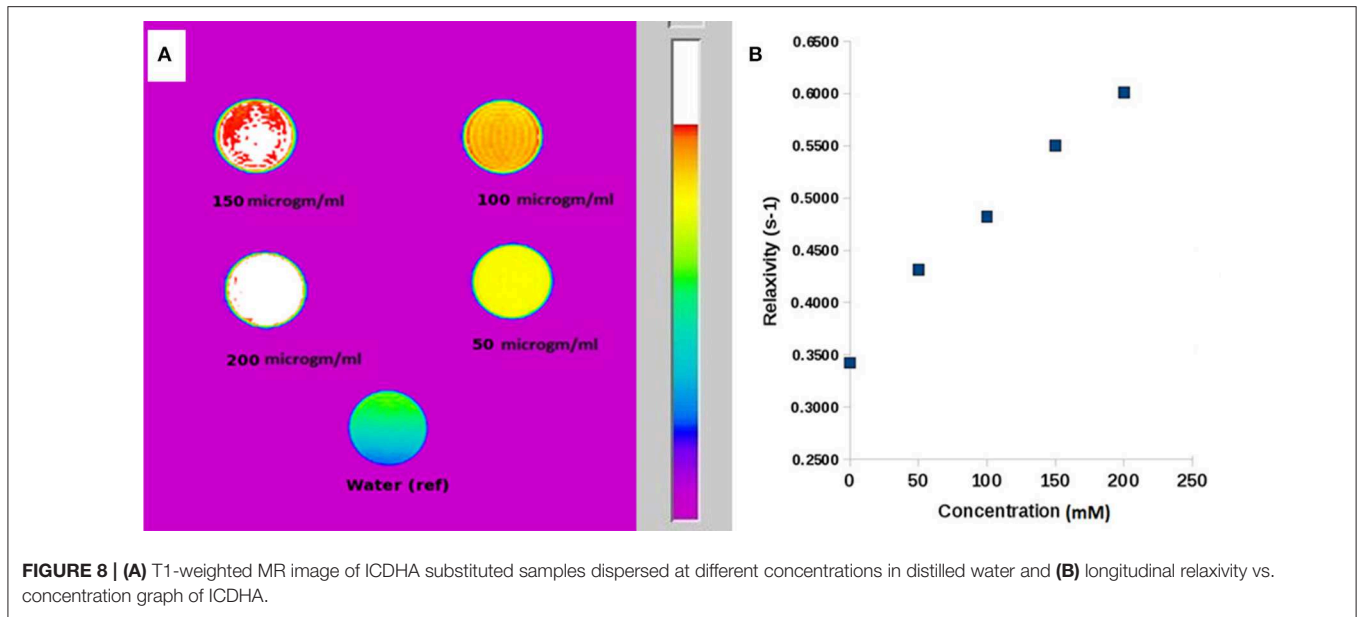 A
150 microgm/ml
100 microgm/ml
200 microgm/ml
50 microgm/ml
Water (ref)
B
0.6500
0.6000
0.5500
0.5000
0.4500
0.4000
0.3500
0.3000
0.2500
Relaxivity (s-1)
0 50 100 150 200 250
Concentration (mM)
FIGURE 8 | (A) T1-weighted MR image of ICDHA substituted samples dispersed at different concentrations in distilled water and (B) longitudinal relaxivity vs.
concentration graph of ICDHA.